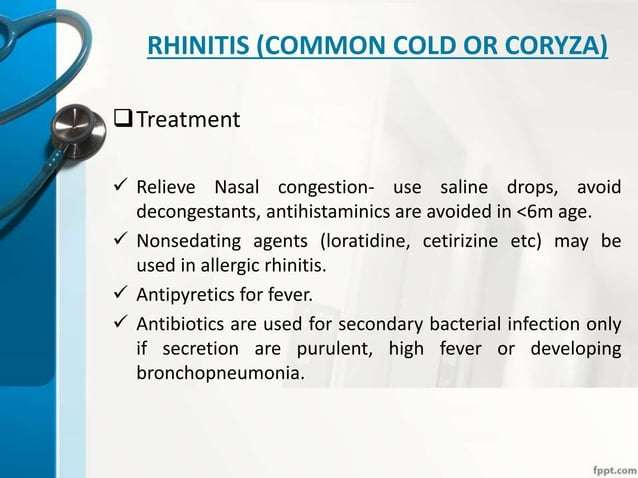 RHINITIS (COMMON COLD OR CORYZA)
❑Treatment
✓ Relieve Nasal congestion- use saline drops, avoid
decongestants, antihistaminics are avoided in <6m age.
✓ Nonsedating agents (loratidine, cetirizine etc) may be
used in allergic rhinitis.
✓ Antipyretics for fever.
✓ Antibiotics are used for secondary bacterial infection only
if secretion are purulent, high fever or developing
bronchopneumonia.
fppt.com